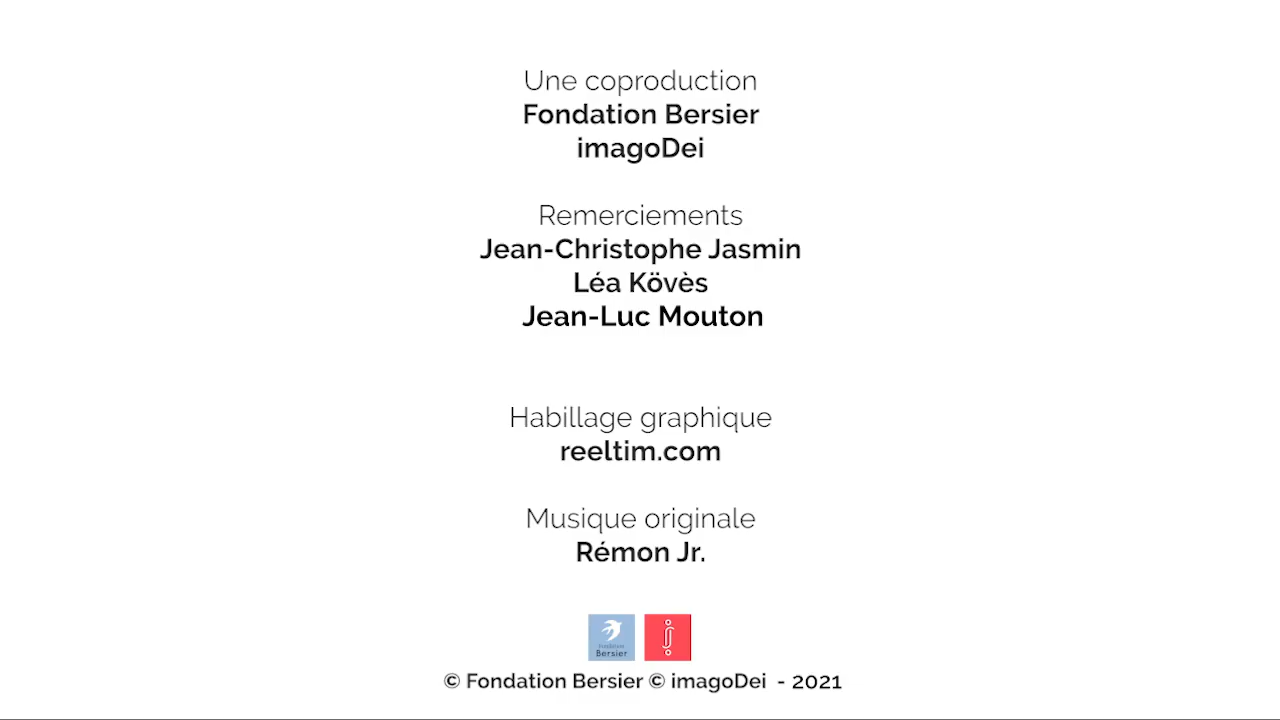 Une coproduction
Fondation Bersier
imagoDei
Remerciements
Jean-Christophe Jasmin
Léa Kövès
Jean-Luc Mouton
Habillage graphique
reeltim.com
Musique originale
Rémon Jr.
Fondation
Bersier
© Fondation Bersier © imagoDei - 2021